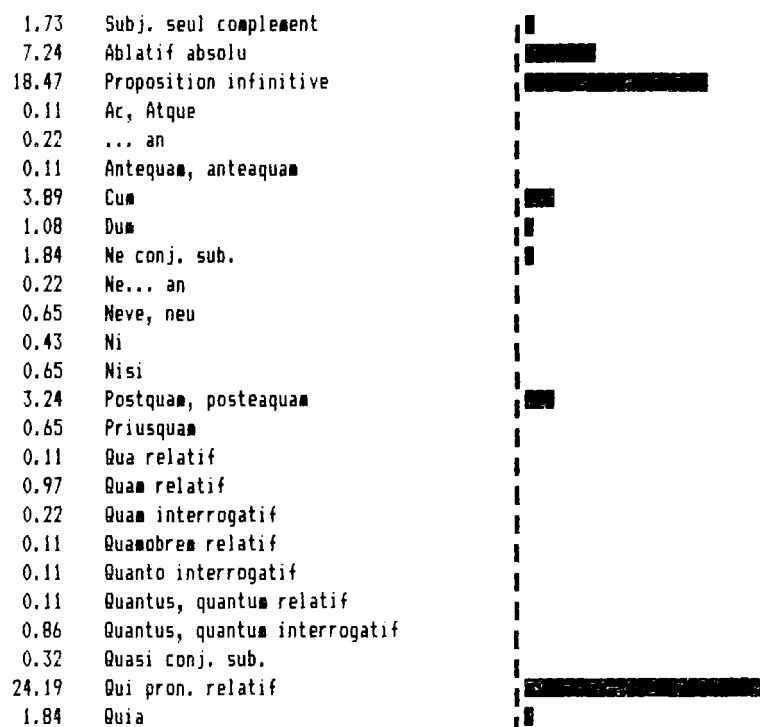 1.73 Subj. seul complement
7.24 Ablatif absolu
18.47 Proposition infinitive
0.11 Ac, Atque
0.22 ... an
0.11 Antequam, anteaquam
3.89 Cum
1.08 Dum
1.84 Ne conj. sub.
0.22 Ne... an
0.65 Neve, neu
0.43 Ni
0.65 Nisi
3.24 Postquam, posteaquam
0.65 Priusquam
0.11 Qua relatif
0.97 Quam relatif
0.22 Quam interrogatif
0.11 Quamobrem relatif
0.11 Quanto interrogatif
0.11 Quantus, quantum relatif
0.86 Quantus, quantum interrogatif
0.32 Quasi conj. sub.
24.19 Qui pron. relatif
1.84 Quia